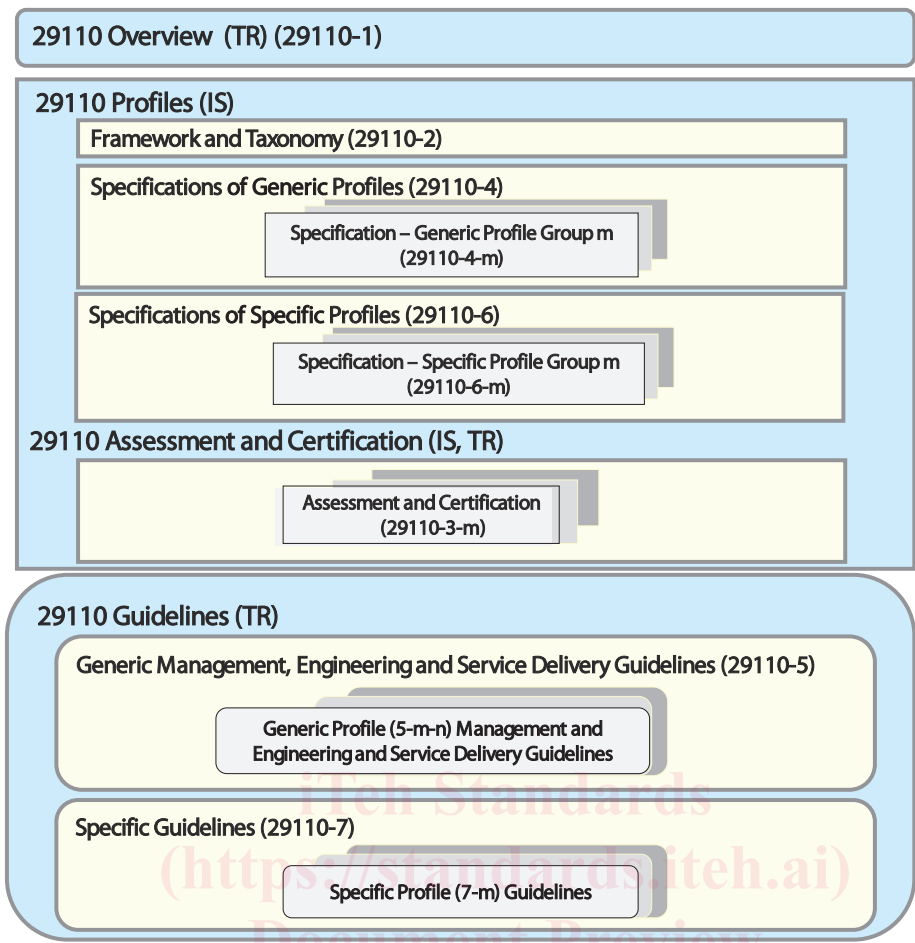 29110 Overview (TR) (29110-1)
29110 Profiles (IS)
Framework and Taxonomy (29110-2)
Specifications of Generic Profiles (29110-4)
Specification – Generic Profile Group m
(29110-4-m)
Specifications of Specific Profiles (29110-6)
Specification – Specific Profile Group m
(29110-6-m)
29110 Assessment and Certification (IS, TR)
Assessment and Certification
(29110-3-m)
29110 Guidelines (TR)
Generic Management, Engineering and Service Delivery Guidelines (29110-5)
Generic Profile (5-m-n) Management and
Engineering and Service Delivery Guidelines
iTeh Standards
Specific Guidelines (29110-7)
(https://standards.iteh.ai)
Specific Profile (7-m) Guidelines
Document Preview